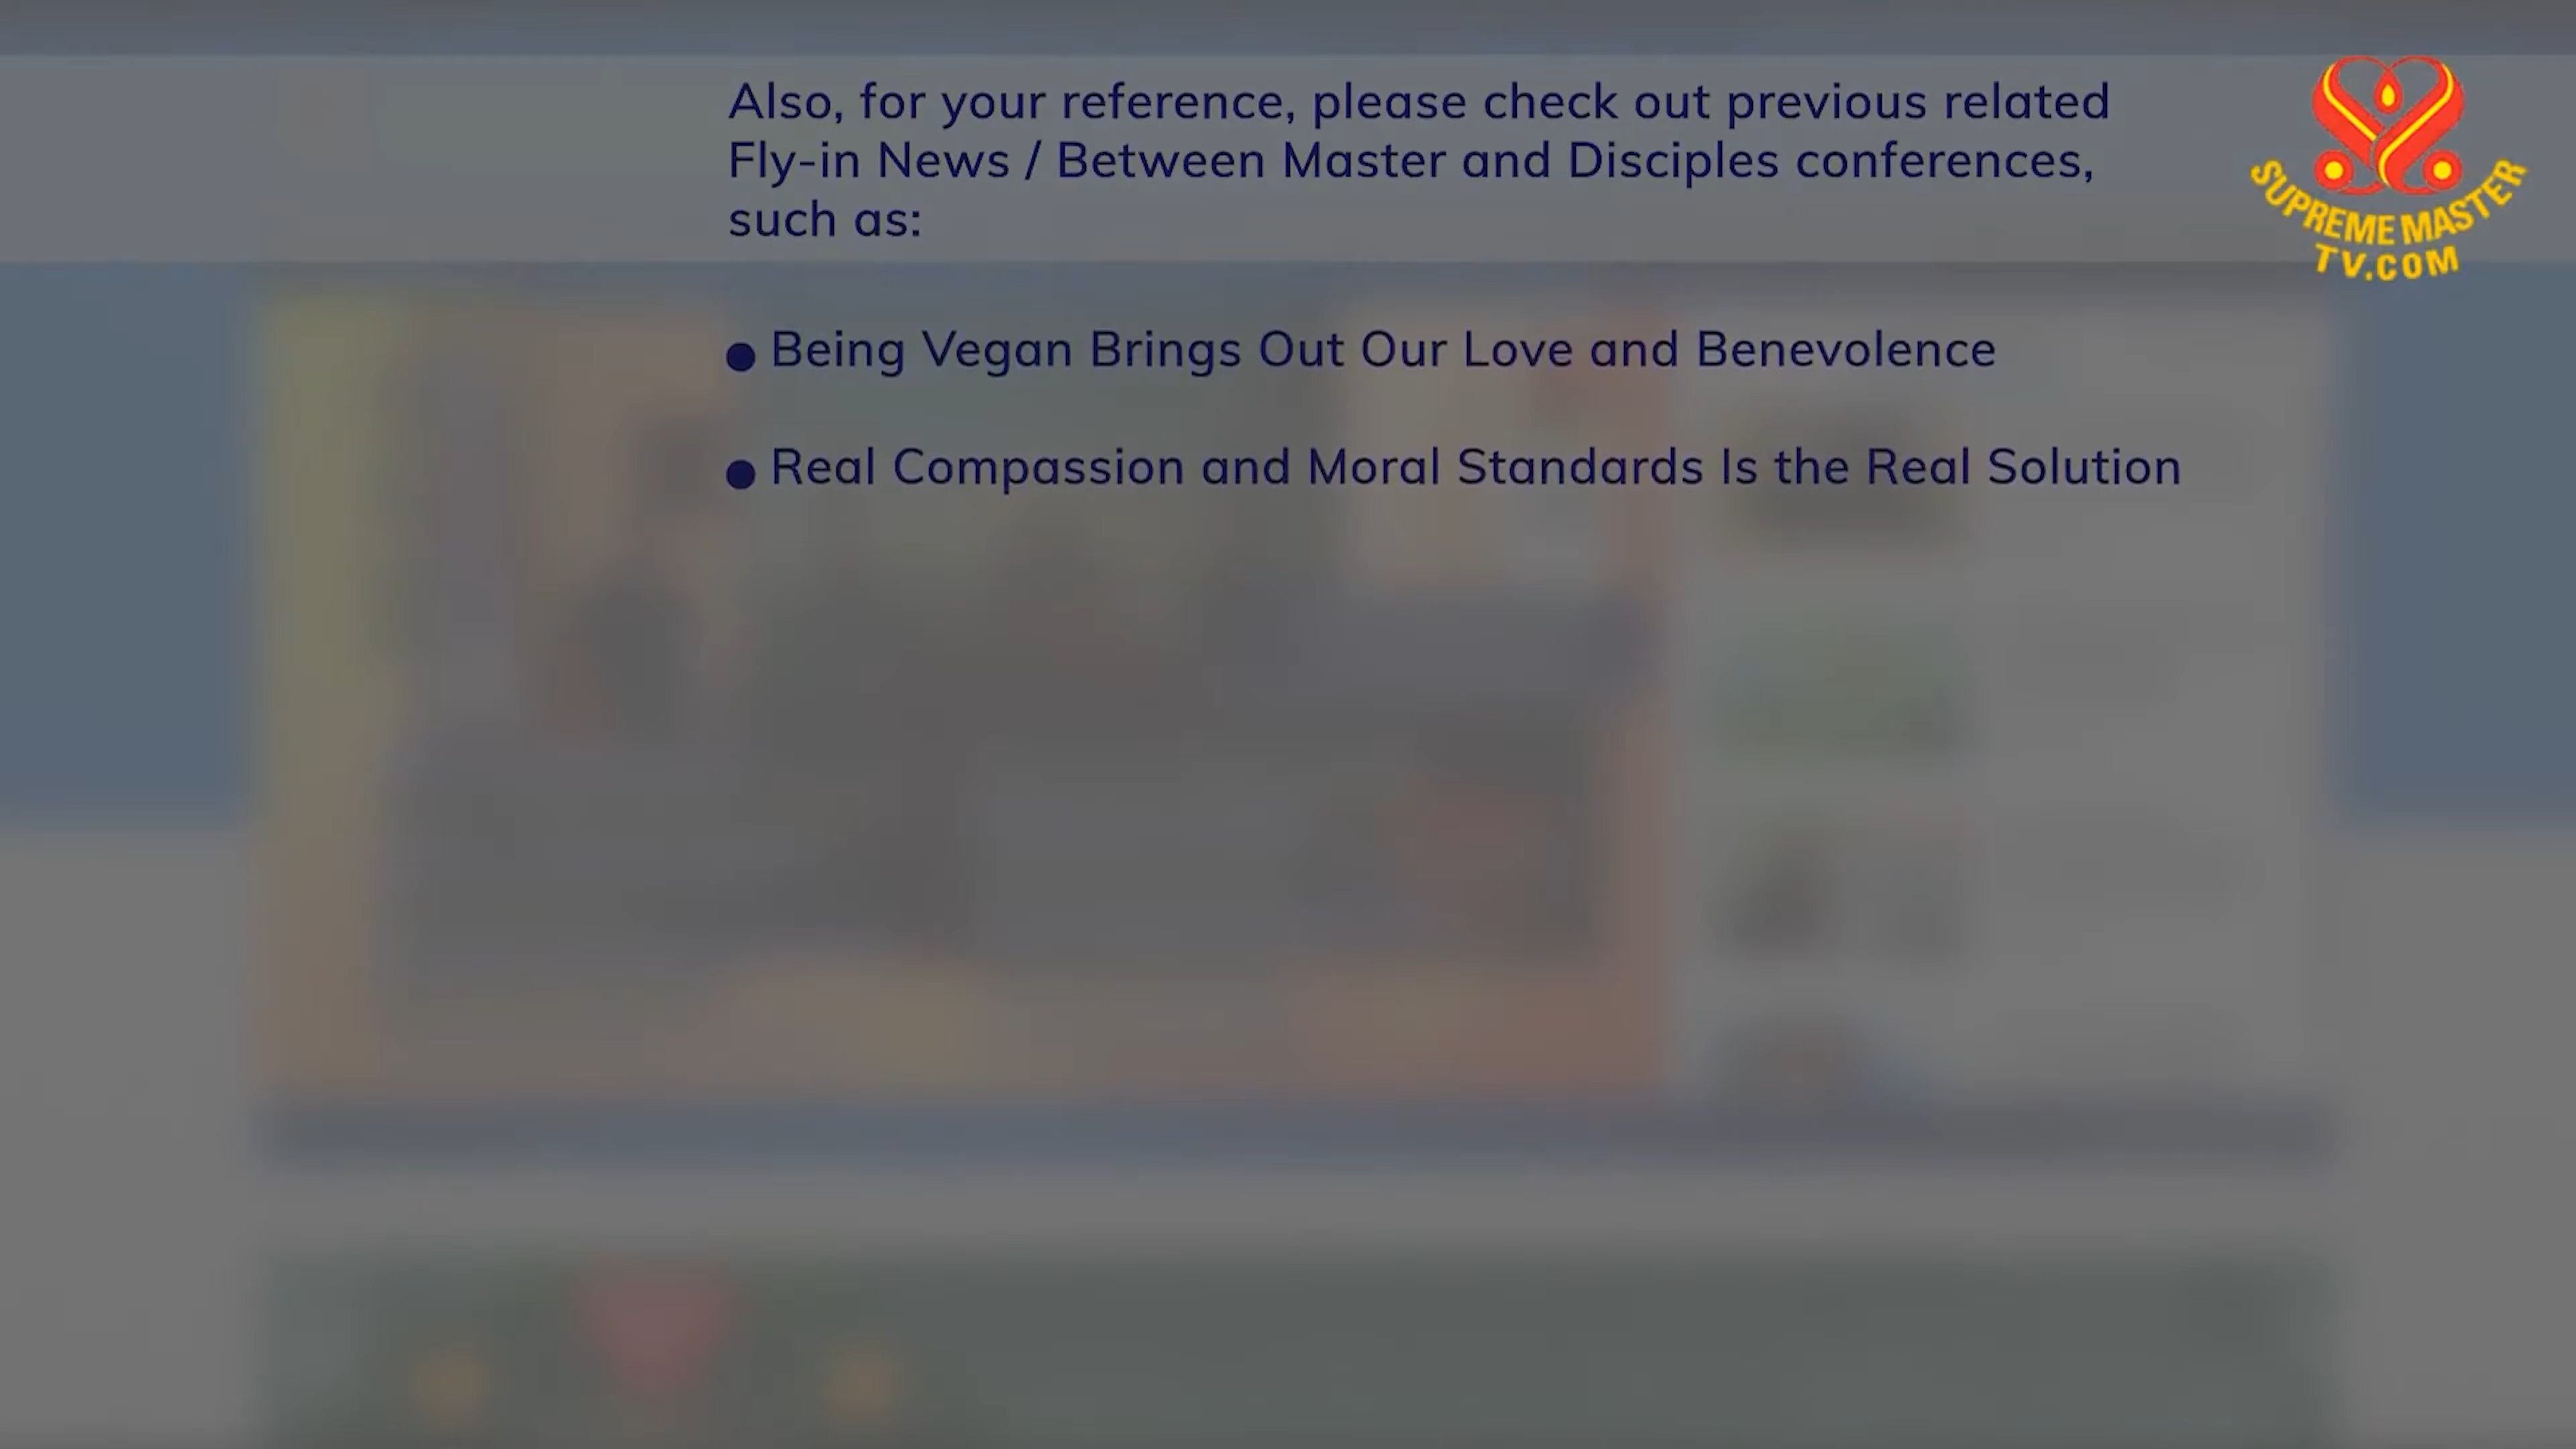 Also, for your reference, please check out previous related
Fly-in News / Between Master and Disciples conferences,
such as:
SUPREME MASTER
TV.COM
● Being Vegan Brings Out Our Love and Benevolence
● Real Compassion and Moral Standards Is the Real Solution